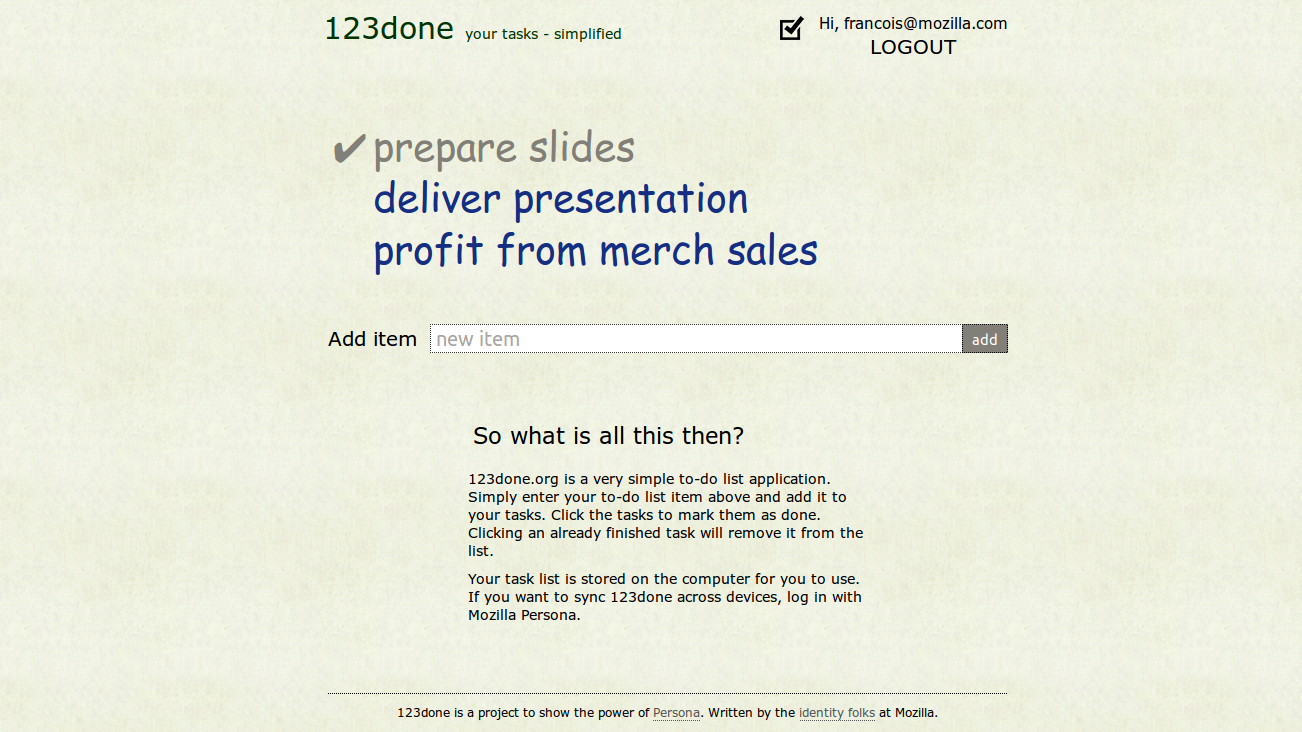 123done your tasks - simplified
Hi, francois@mozilla.com
LOGOUT
✔ prepare slides
deliver presentation
profit from merch sales
Add item new item add
So what is all this then?
123done.org is a very simple to-do list application.
Simply enter your to-do list item above and add it to
your tasks. Click the tasks to mark them as done.
Clicking an already finished task will remove it from the
list.
Your task list is stored on the computer for you to use.
If you want to sync 123done across devices, log in with
Mozilla Persona.
123done is a project to show the power of Persona. Written by the identity folks at Mozilla.